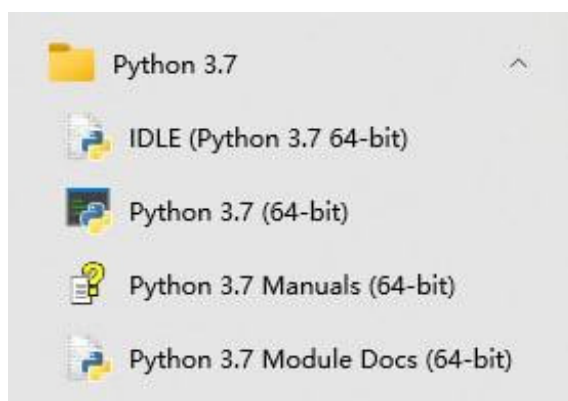 Python 3.7
IDLE (Python 3.7 64-bit)
Python 3.7 (64-bit)
Python 3.7 Manuals (64-bit)
Python 3.7 Module Docs (64-bit)